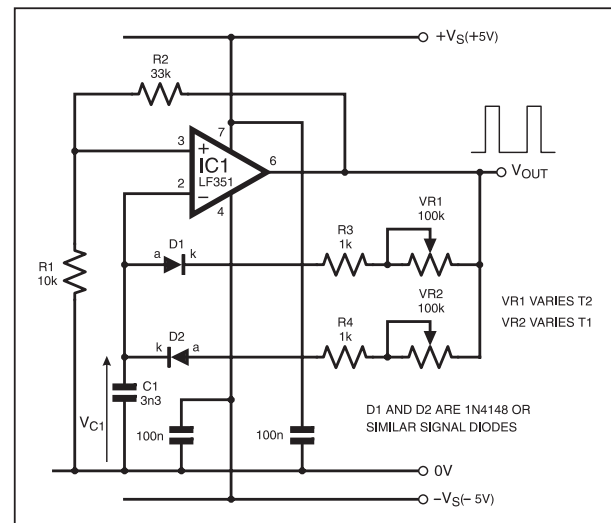 +VS(+5V)
R2
33k
7
3
+
IC1
LF351
6
2
−
4
VOUT
D1
a
k
R3
1k
VR1
100k
R1
10k
D2
k
a
R4
1k
VR2
100k
VR1 VARIES T2
VR2 VARIES T1
C1
3n3
VC1
100n
100n
D1 AND D2 ARE 1N4148 OR
SIMILAR SIGNAL DIODES
0V
−VS(− 5V)